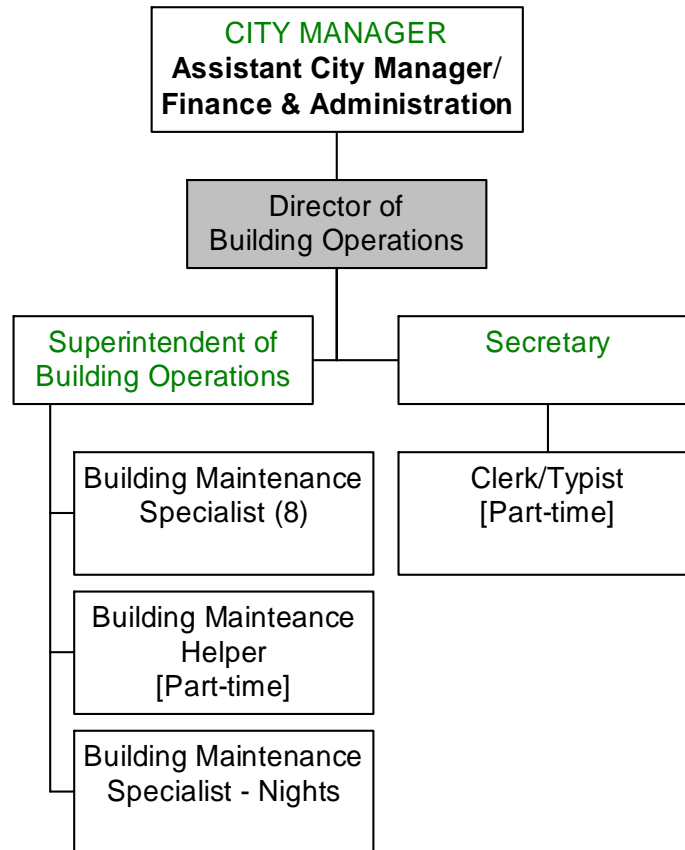 CITY MANAGER
Assistant City Manager/
Finance & Administration
Director of
Building Operations
Superintendent of
Building Operations
Secretary
Building Maintenance
Specialist (8)
Clerk/Typist
[Part-time]
Building Mainteance
Helper
[Part-time]
Building Maintenance
Specialist - Nights